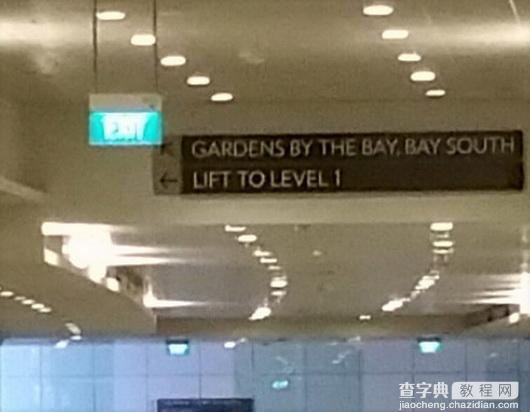 EXIT
GARDENS BY THE BAY, BAY SOUTH
LIFT TO LEVEL 1
查字典 教程网
jiaocheng.chazidian.com